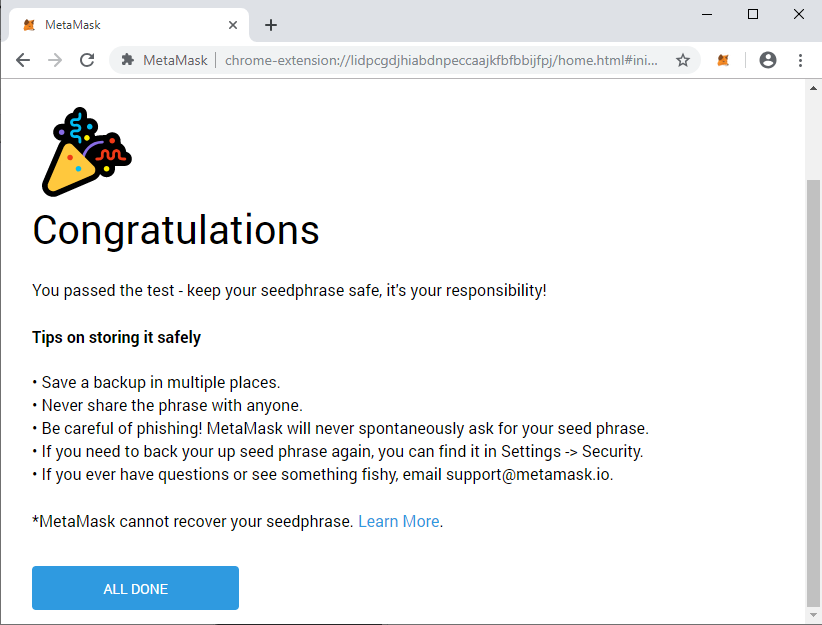 MetaMask
MetaMask
chrome-extension://lidpcgdjhiabdnpeccaajkfbfbbijfpj/home.html#ini...
Congratulations
You passed the test - keep your seedphrase safe, it's your responsibility!
Tips on storing it safely
• Save a backup in multiple places.
• Never share the phrase with anyone.
• Be careful of phishing! MetaMask will never spontaneously ask for your seed phrase.
• If you need to back your up seed phrase again, you can find it in Settings -> Security.
• If you ever have questions or see something fishy, email support@metamask.io.
*MetaMask cannot recover your seedphrase. Learn More.
ALL DONE